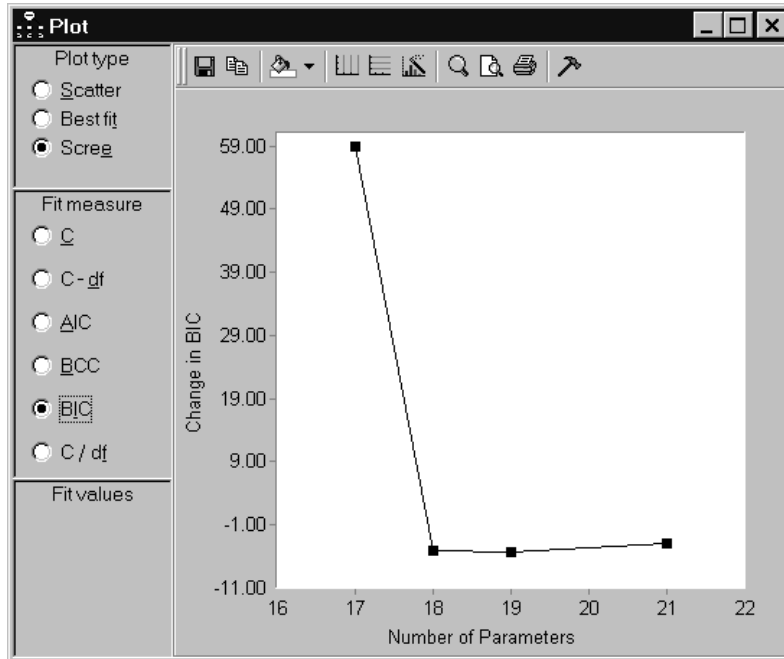 Plot
Plot type
Scatter
Best fit
Scree
Fit measure
C
C - df
AIC
BCC
BIC
C / df
Fit values
59.00
49.00
39.00
29.00
19.00
9.00
-1.00
-11.00
Change in BIC
16 17 18 19 20 21 22
Number of Parameters